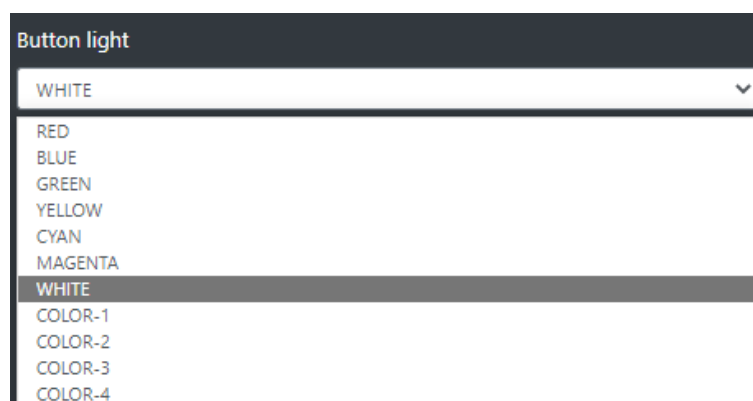 Button light
WHITE
RED
BLUE
GREEN
YELLOW
CYAN
MAGENTA
WHITE
COLOR-1
COLOR-2
COLOR-3
COLOR-4